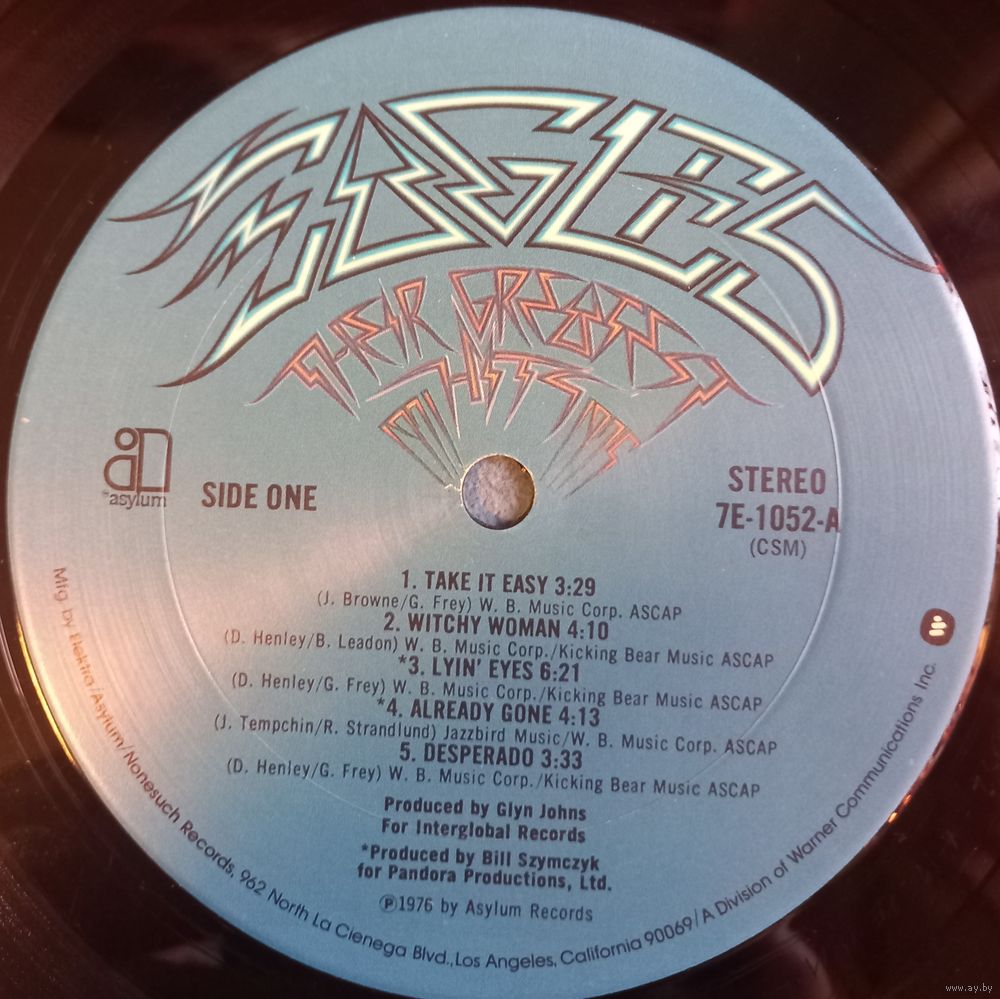 EAGLES
THEIR GREATEST
HITS
asylum
SIDE ONE
STEREO
7E-1052-A
(CSM)
1. TAKE IT EASY 3:29
(J. Browne/G. Frey) W. B. Music Corp. ASCAP
2. WITCHY WOMAN 4:10
(D. Henley/B. Leadon) W. B. Music Corp./Kicking Bear Music ASCAP
*3. LYIN' EYES 6:21
(D. Henley/G. Frey) W. B. Music Corp./Kicking Bear Music ASCAP
*4. ALREADY GONE 4:13
(J. Tempchin/R. Strandlund) Jazzbird Music/W. B. Music Corp. ASCAP
5. DESPERADO 3:33
(D. Henley/G. Frey) W. B. Music Corp./Kicking Bear Music ASCAP
Produced by Glyn Johns
For Interglobal Records
*Produced by Bill Szymczyk
for Pandora Productions, Ltd.
Ⓟ1976 by Asylum Records
Mfg. by Elektra/Asylum/Nonesuch Records, 962 North La Cienega Blvd., Los Angeles, California 90069/A Division of Warner Communications Inc.
www.ay.by